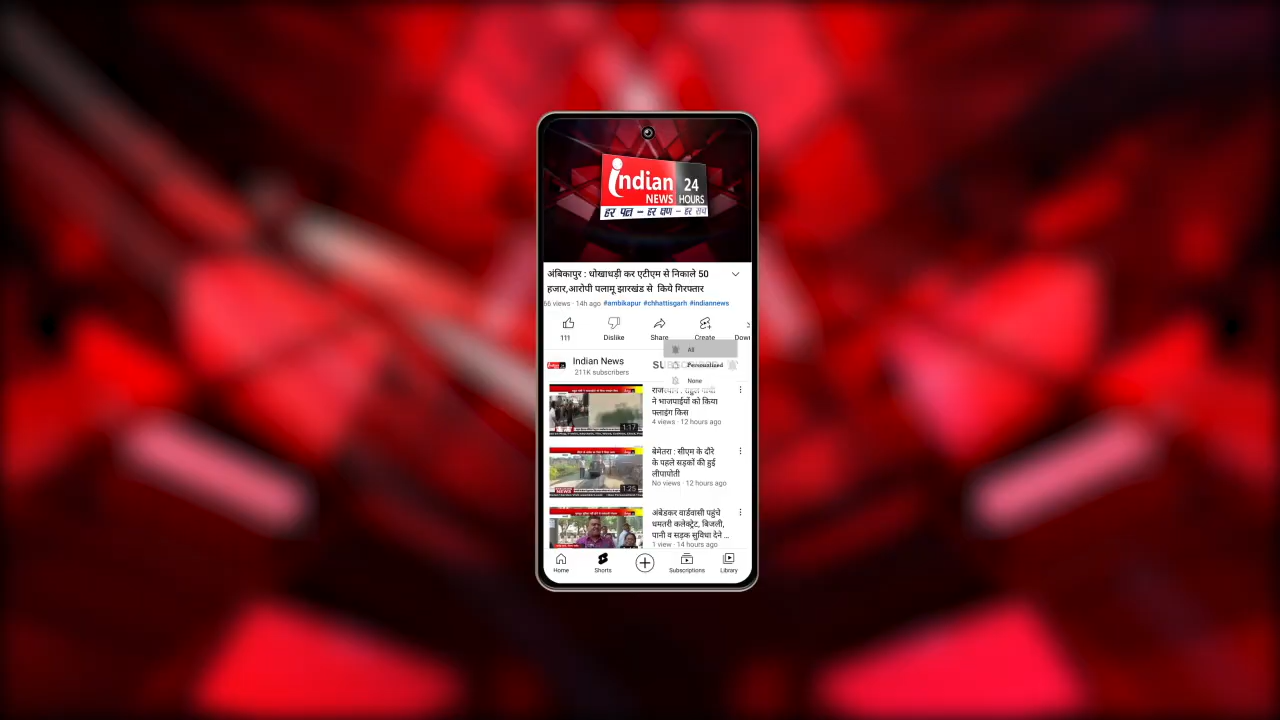 indian
NEWS
24
HOURS
हर पल - हर क्षण - हर सच
अंबिकापुर : धोखाधड़ी कर एटीएम से निकाले 50
हजार,आरोपी पलामू झारखंड से किये गिरफ्तार
66 views · 14h ago #ambikapur #chhattisgarh #indiannews
111 Dislike Share Create
All
Indian News
211K subscribers
Personalized
None
ने भाजपाईयों को किया
फ्लाइंग किस
4 views · 12 hours ago
1:17
बेमेतरा : सीएम के दौरे
के पहले सड़कों की हुई
लीपापोती
No views · 12 hours ago
1:25
अंबेडकर वार्डवासी पहुंचे
धमतरी कलेक्ट्रेट, बिजली,
पानी व सड़क सुविधा देने ...
1 view · 14 hours ago
Home Shorts Subscriptions Library